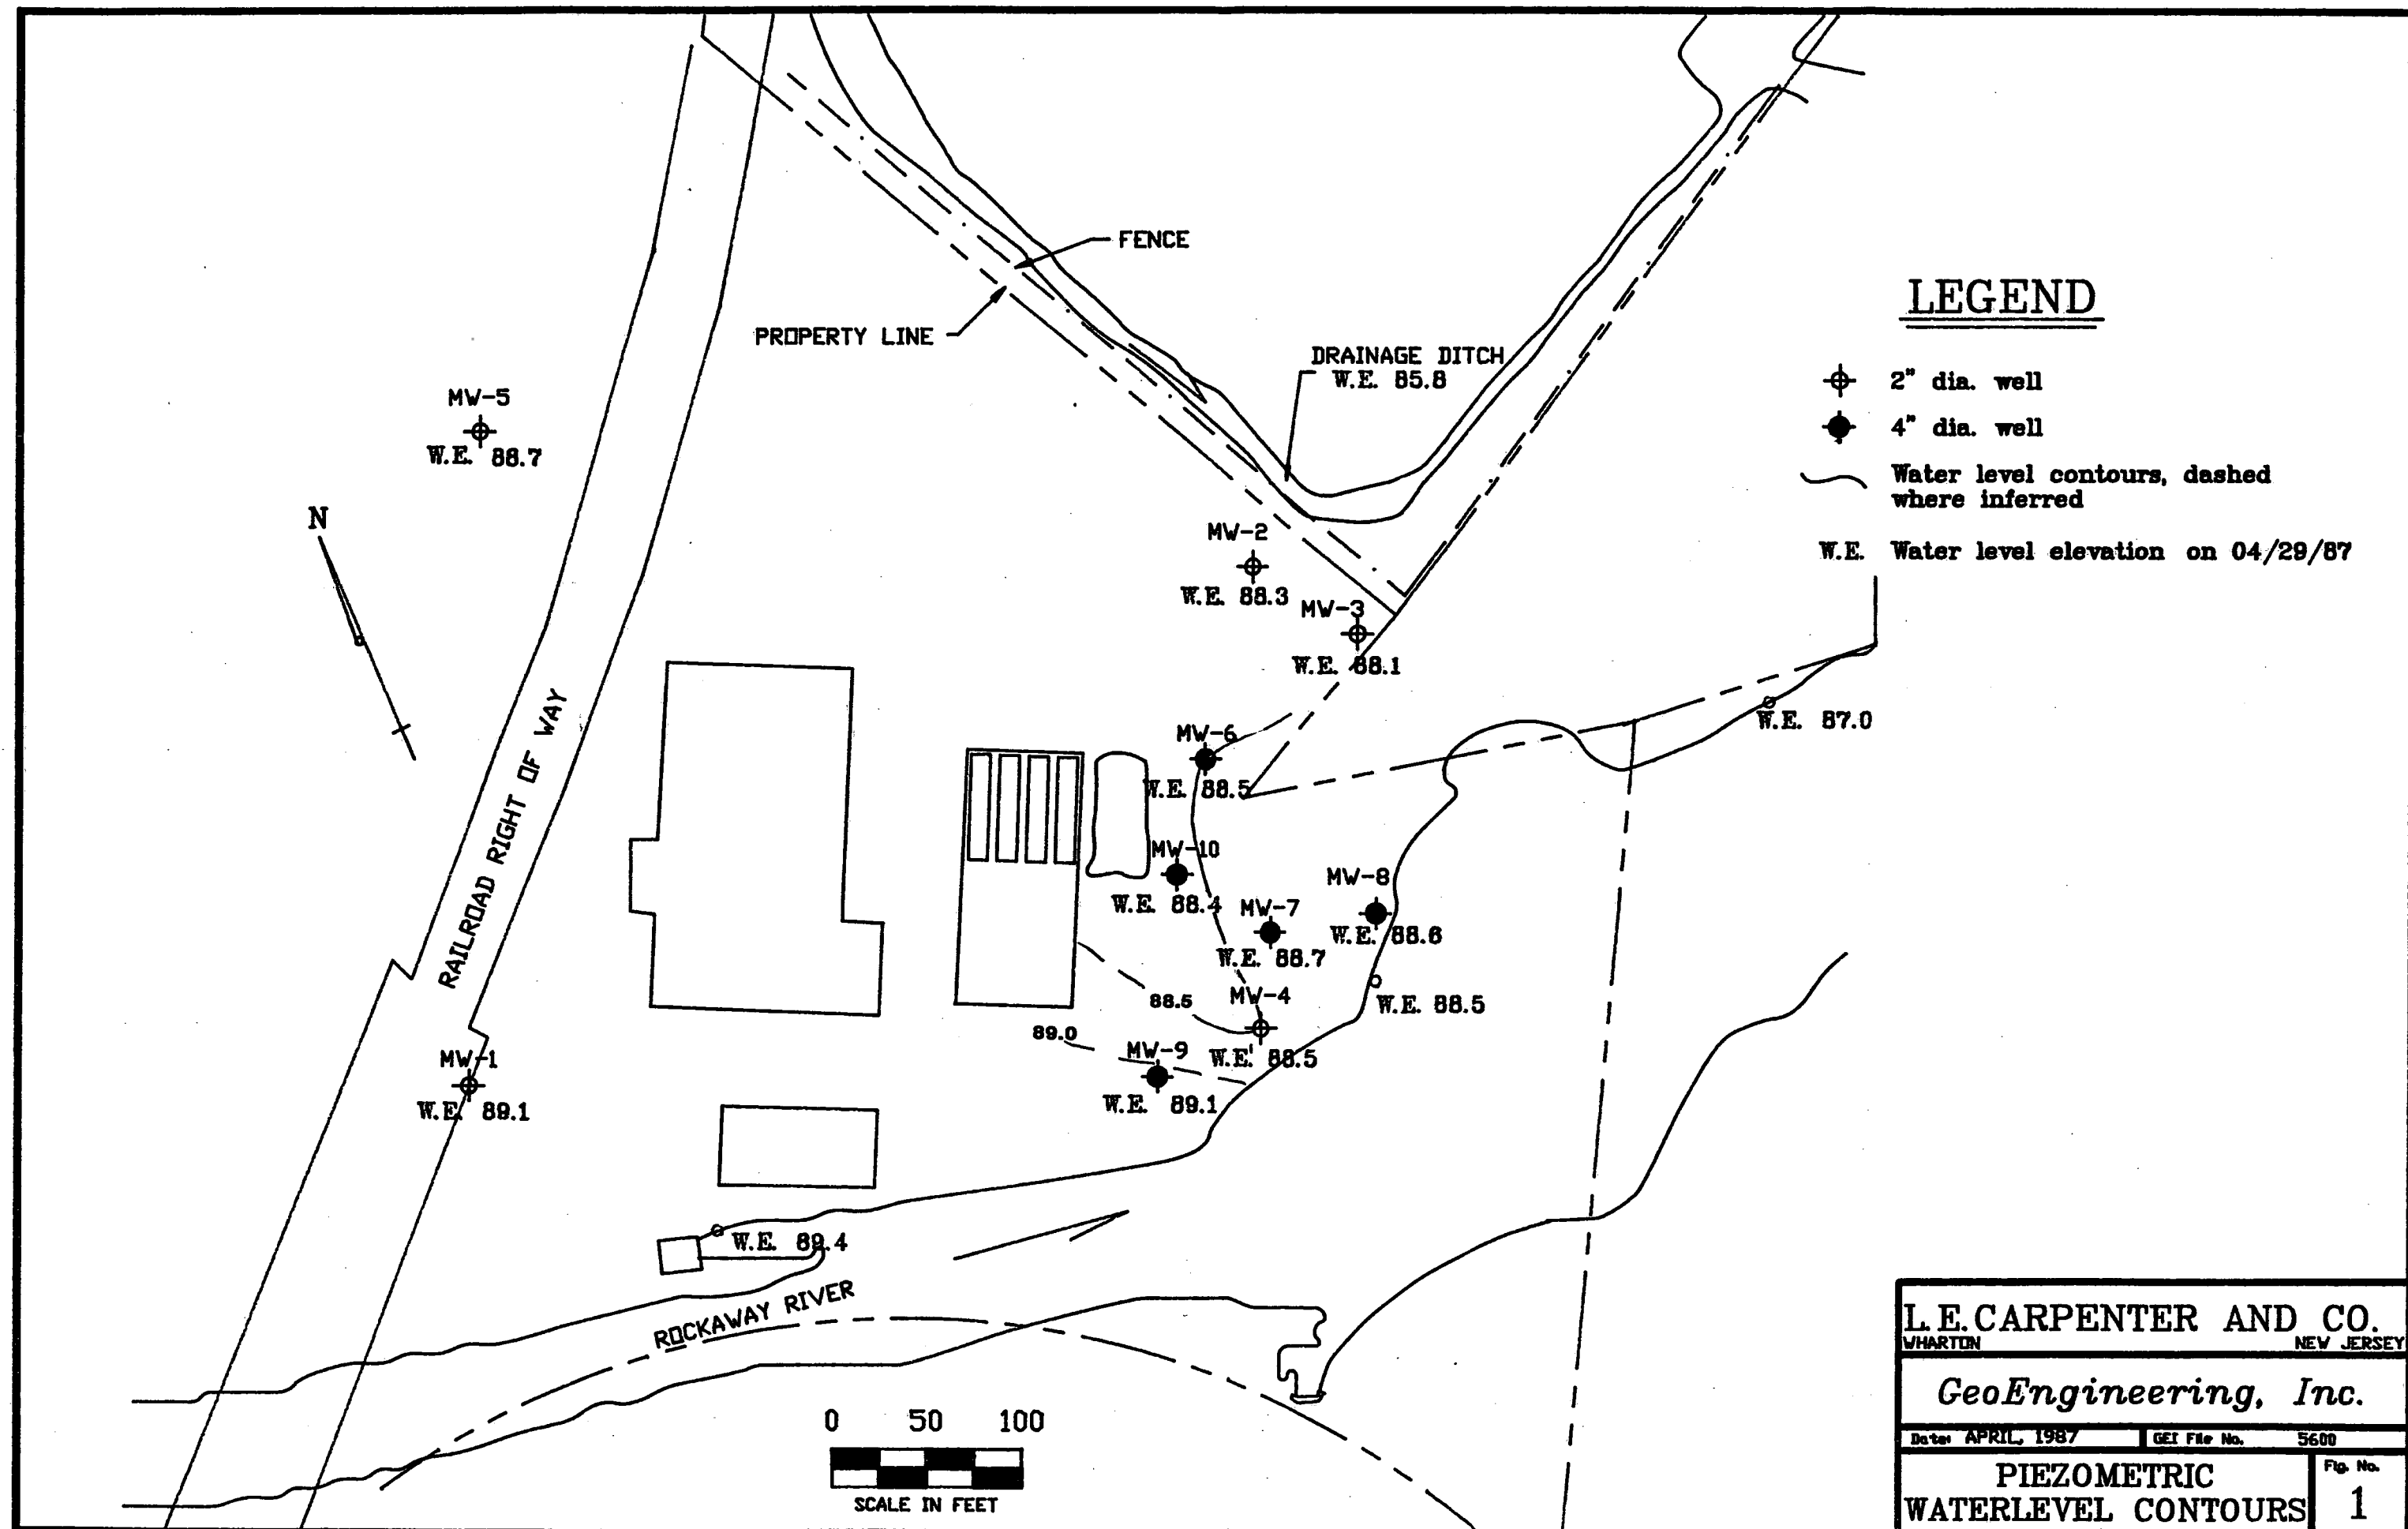 FENCE
PROPERTY LINE
DRAINAGE DITCH
W.E. 85.8
LEGEND
2" dia. well
4" dia. well
Water level contours, dashed
where inferred
W.E. Water level elevation on 04/29/87
MW-5
W.E. 88.7
N
MW-2
W.E. 88.3
MW-3
W.E. 88.1
W.E. 87.0
RAILROAD RIGHT OF WAY
MW-6
W.E. 88.5
MW-10
W.E. 88.4
MW-7
W.E. 88.7
MW-8
W.E. 88.6
W.E. 88.5
88.5
MW-4
W.E. 88.5
89.0
MW-9
W.E. 89.1
MW-1
W.E. 89.1
W.E. 89.4
ROCKAWAY RIVER
0 50 100
SCALE IN FEET
L.E.CARPENTER AND CO.
WHARTON NEW JERSEY
GeoEngineering, Inc.
Date: APRIL, 1987 GEI File No. 5600
PIEZOMETRIC
WATERLEVEL CONTOURS
Fig. No.
1